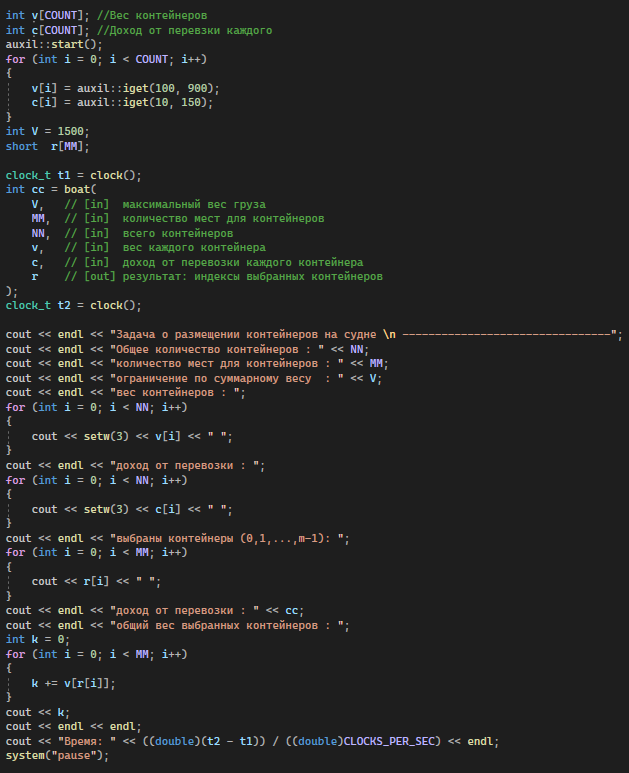 int v[COUNT]; //Вес контейнеров
int c[COUNT]; //Доход от перевзки каждого
auxil::start();
for (int i = 0; i < COUNT; i++)
{
    v[i] = auxil::iget(100, 900);
    c[i] = auxil::iget(10, 150);
}
int V = 1500;
short  r[MM];

clock_t t1 = clock();
int cc = boat(
    V,   // [in]  максимальный вес груза
    MM,  // [in]  количество мест для контейнеров
    NN,  // [in]  всего контейнеров
    v,   // [in]  вес каждого контейнера
    c,   // [in]  доход от перевозки каждого контейнера
    r    // [out] результат: индексы выбранных контейнеров
);
clock_t t2 = clock();

cout << endl << "Задача о размещении контейнеров на судне \n --------------------------------";
cout << endl << "Общее количество контейнеров : " << NN;
cout << endl << "количество мест для контейнеров : " << MM;
cout << endl << "ограничение по суммарному весу  : " << V;
cout << endl << "вес контейнеров : ";
for (int i = 0; i < NN; i++)
{
    cout << setw(3) << v[i] << " ";
}
cout << endl << "доход от перевозки : ";
for (int i = 0; i < NN; i++)
{
    cout << setw(3) << c[i] << " ";
}
cout << endl << "выбраны контейнеры (0,1,...,m-1): ";
for (int i = 0; i < MM; i++)
{
    cout << r[i] << " ";
}
cout << endl << "доход от перевозки : " << cc;
cout << endl << "общий вес выбранных контейнеров : ";
int k = 0;
for (int i = 0; i < MM; i++)
{
    k += v[r[i]];
}
cout << k;
cout << endl << endl;
cout << "Время: " << ((double)(t2 - t1)) / ((double)CLOCKS_PER_SEC) << endl;
system("pause");